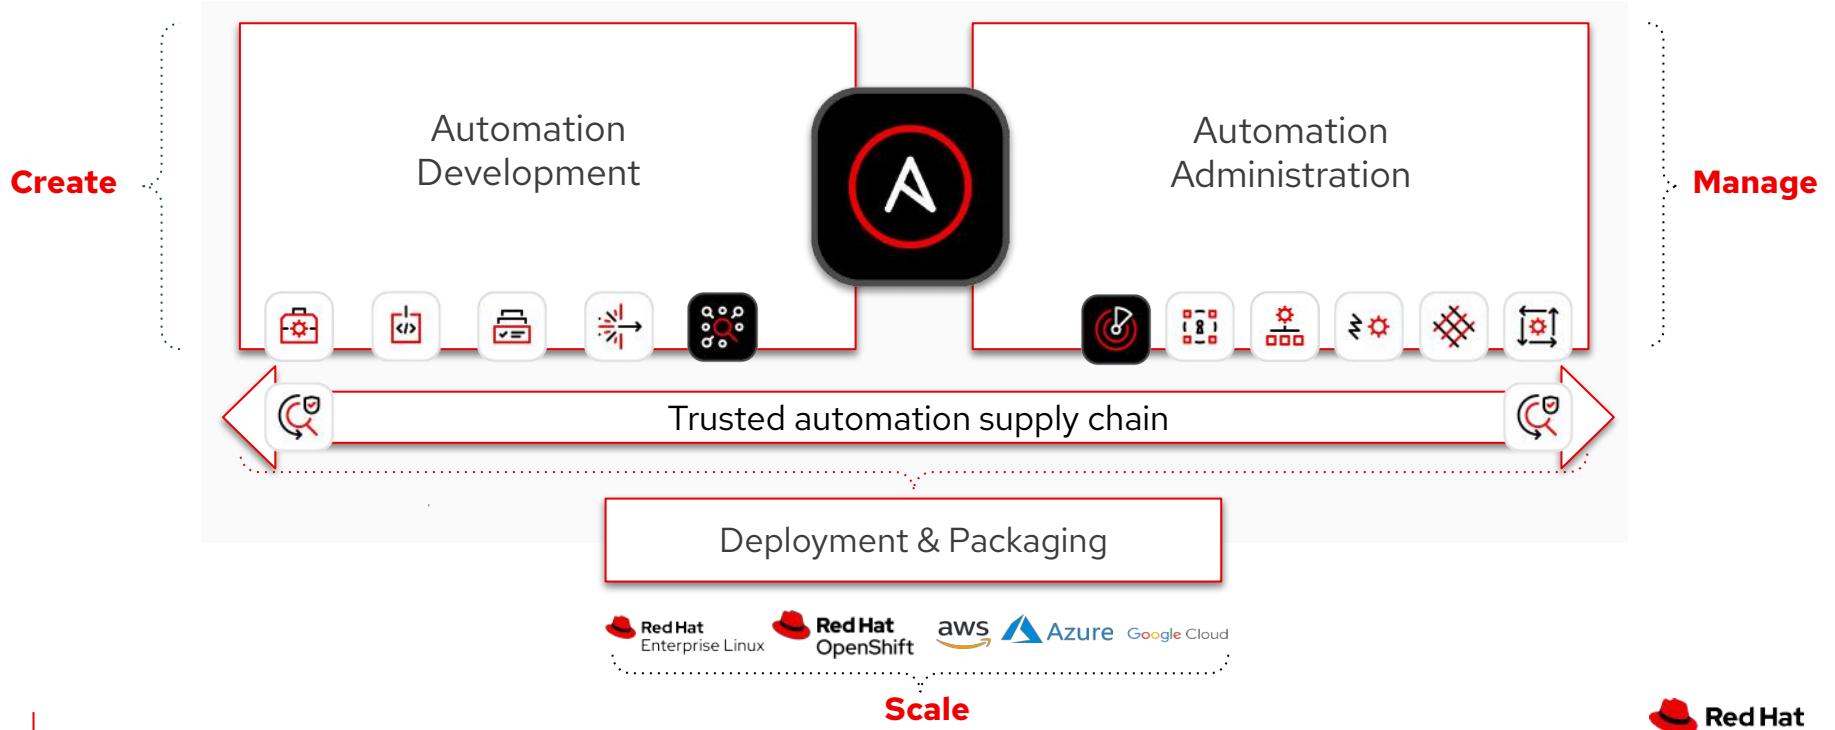 Create
Automation
Development
Automation
Administration
Manage
</>
Trusted automation supply chain
Deployment & Packaging
Red Hat
Enterprise Linux
Red Hat
OpenShift
aws
Azure
Google Cloud
Scale
Red Hat